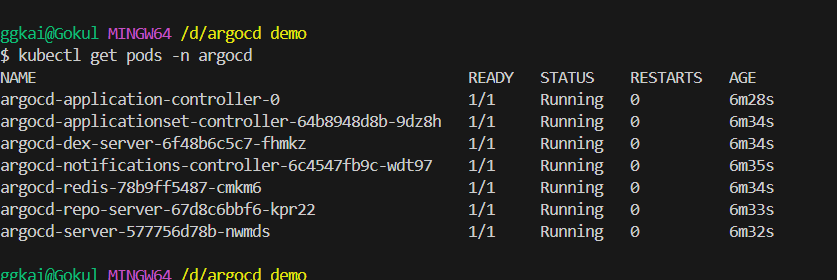 ggkai@Gokul MINGW64 /d/argocd demo
$ kubectl get pods -n argocd
NAME READY STATUS RESTARTS AGE
argocd-application-controller-0 1/1 Running 0 6m28s
argocd-applicationset-controller-64b8948d8b-9dz8h 1/1 Running 0 6m34s
argocd-dex-server-6f48b6c5c7-fhmkz 1/1 Running 0 6m34s
argocd-notifications-controller-6c4547fb9c-wdt97 1/1 Running 0 6m35s
argocd-redis-78b9ff5487-cmkm6 1/1 Running 0 6m34s
argocd-repo-server-67d8c6bbf6-kpr22 1/1 Running 0 6m33s
argocd-server-577756d78b-nwmds 1/1 Running 0 6m32s
ggkai@Gokul MINGW64 /d/argocd demo